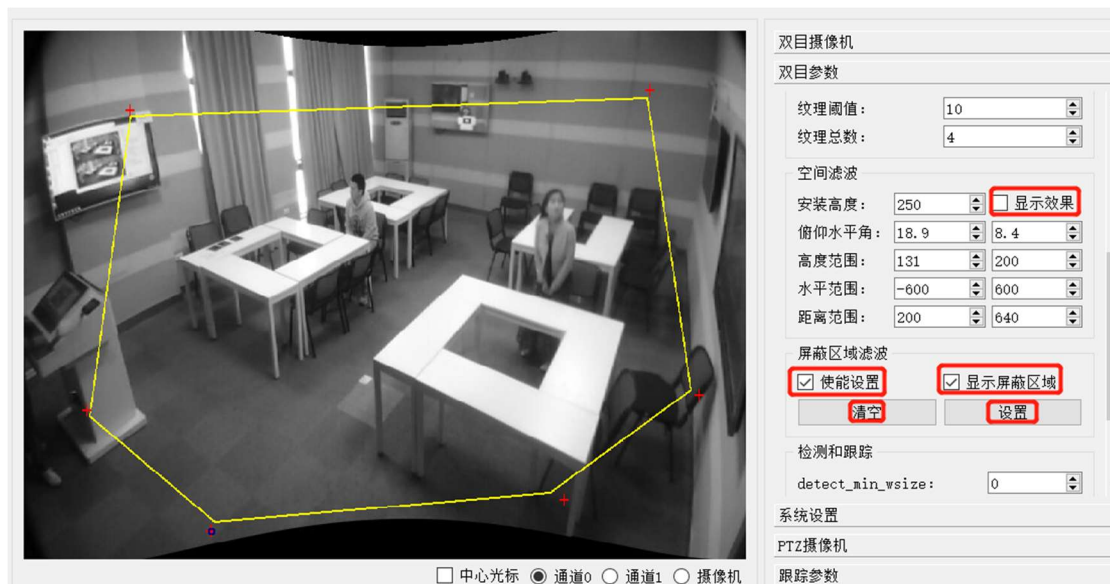 双目摄像机
双目参数
纹理阈值： 10
纹理总数： 4
空间滤波
安装高度： 250 显示效果
俯仰水平角： 18.9 8.4
高度范围： 131 200
水平范围： -600 600
距离范围： 200 640
屏蔽区域滤波
使能设置 显示屏蔽区域
清空 设置
检测和跟踪
detect_min_wsize： 0
系统设置
PTZ摄像机
跟踪参数
中心光标 通道0 通道1 摄像机